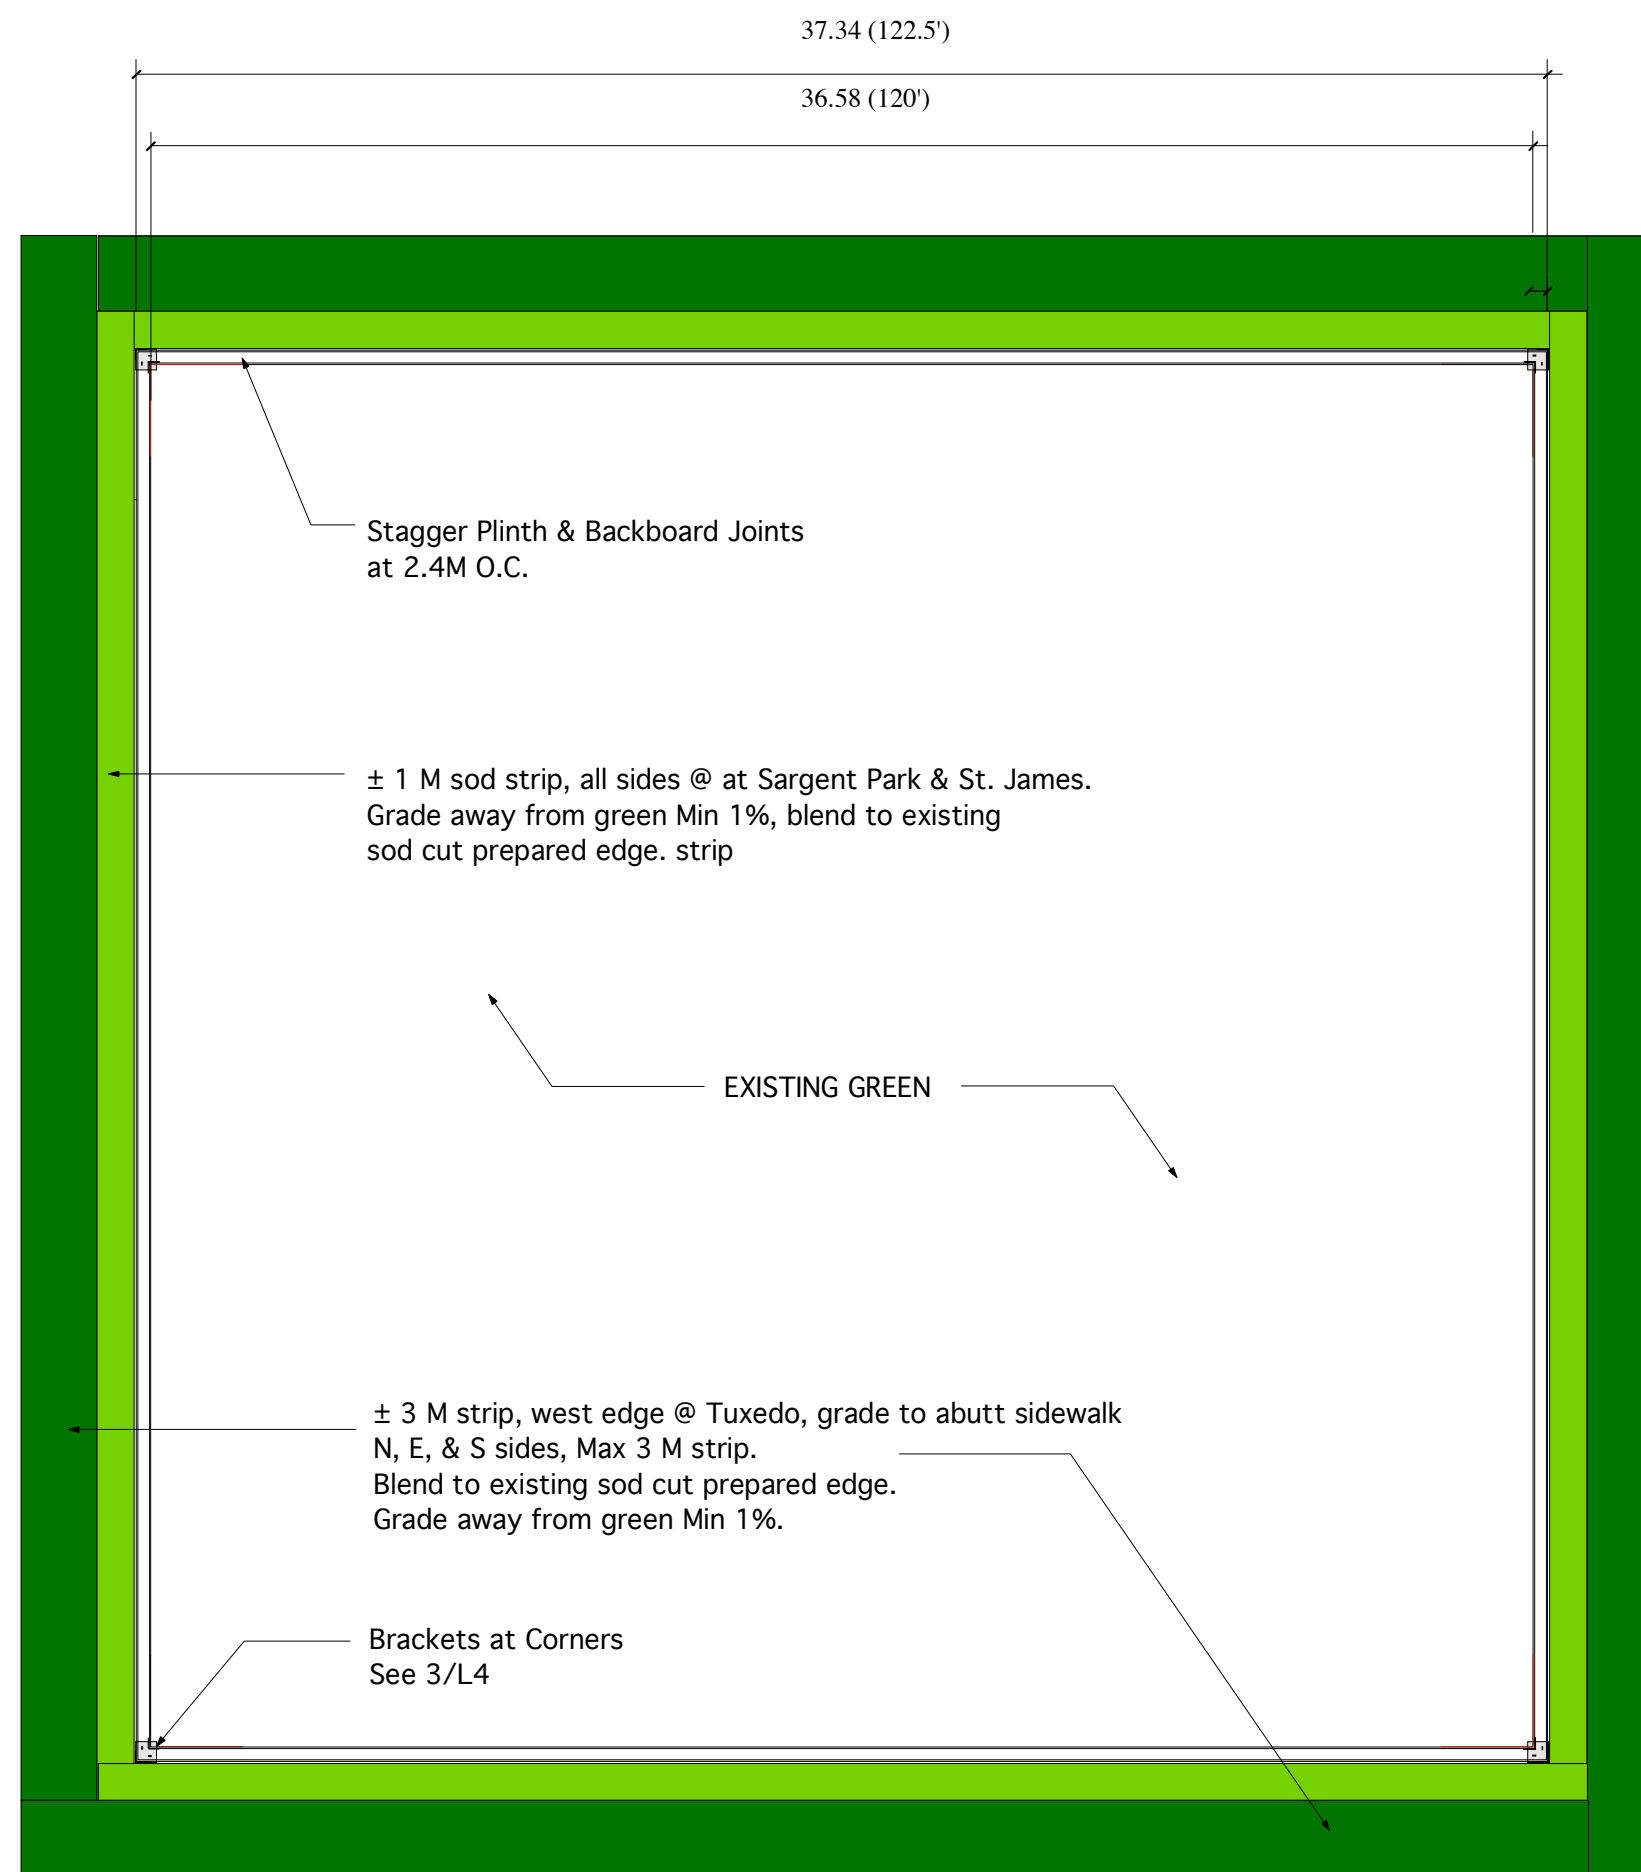 37.34 (122.5')
36.58 (120')
Stagger Plinth & Backboard Joints
at 2.4M O.C.
± 1 M sod strip, all sides @ at Sargent Park & St. James.
Grade away from green Min 1%, blend to existing
sod cut prepared edge. strip
EXISTING GREEN
± 3 M strip, west edge @ Tuxedo, grade to abutt sidewalk
N, E, & S sides, Max 3 M strip.
Blend to existing sod cut prepared edge.
Grade away from green Min 1%.
Brackets at Corners
See 3/L4